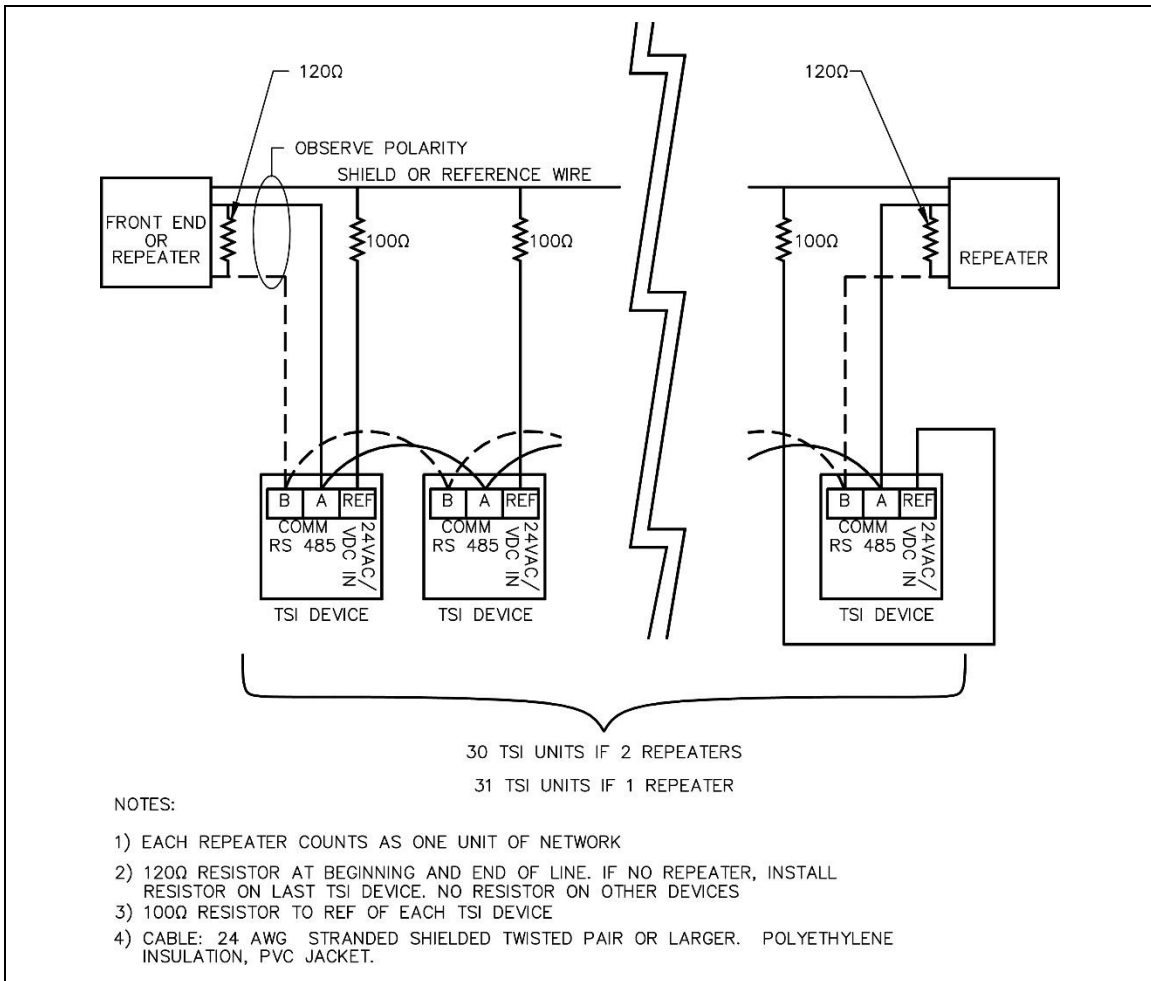 120Ω
120Ω
OBSERVE POLARITY
SHIELD OR REFERENCE WIRE
FRONT END
OR
REPEATER
100Ω
100Ω
100Ω
REPEATER
B A REF
COMM
RS 485
24VAC/
VDC IN
TSI DEVICE
B A REF
COMM
RS 485
24VAC/
VDC IN
TSI DEVICE
B A REF
COMM
RS 485
24VAC/
VDC IN
TSI DEVICE
30 TSI UNITS IF 2 REPEATERS
31 TSI UNITS IF 1 REPEATER
NOTES:
1) EACH REPEATER COUNTS AS ONE UNIT OF NETWORK
2) 120Ω RESISTOR AT BEGINNING AND END OF LINE. IF NO REPEATER, INSTALL
RESISTOR ON LAST TSI DEVICE. NO RESISTOR ON OTHER DEVICES
3) 100Ω RESISTOR TO REF OF EACH TSI DEVICE
4) CABLE: 24 AWG STRANDED SHIELDED TWISTED PAIR OR LARGER. POLYETHYLENE
INSULATION, PVC JACKET.